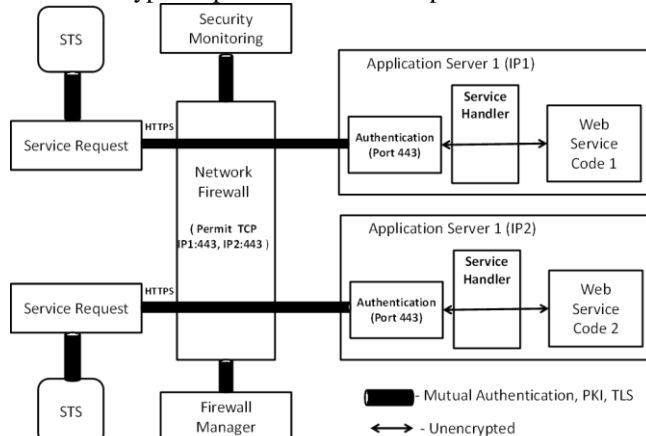 STS
Security
Monitoring
Application Server 1 (IP1)
Service
Handler
HTTPS
Service Request
Authentication
(Port 443)
Web
Service
Code 1
Network
Firewall
( Permit TCP
IP1:443, IP2:443 )
Application Server 1 (IP2)
Service
Handler
HTTPS
Service Request
Authentication
(Port 443)
Web
Service
Code 2
STS
Firewall
Manager
- Mutual Authentication, PKI, TLS
- Unencrypted